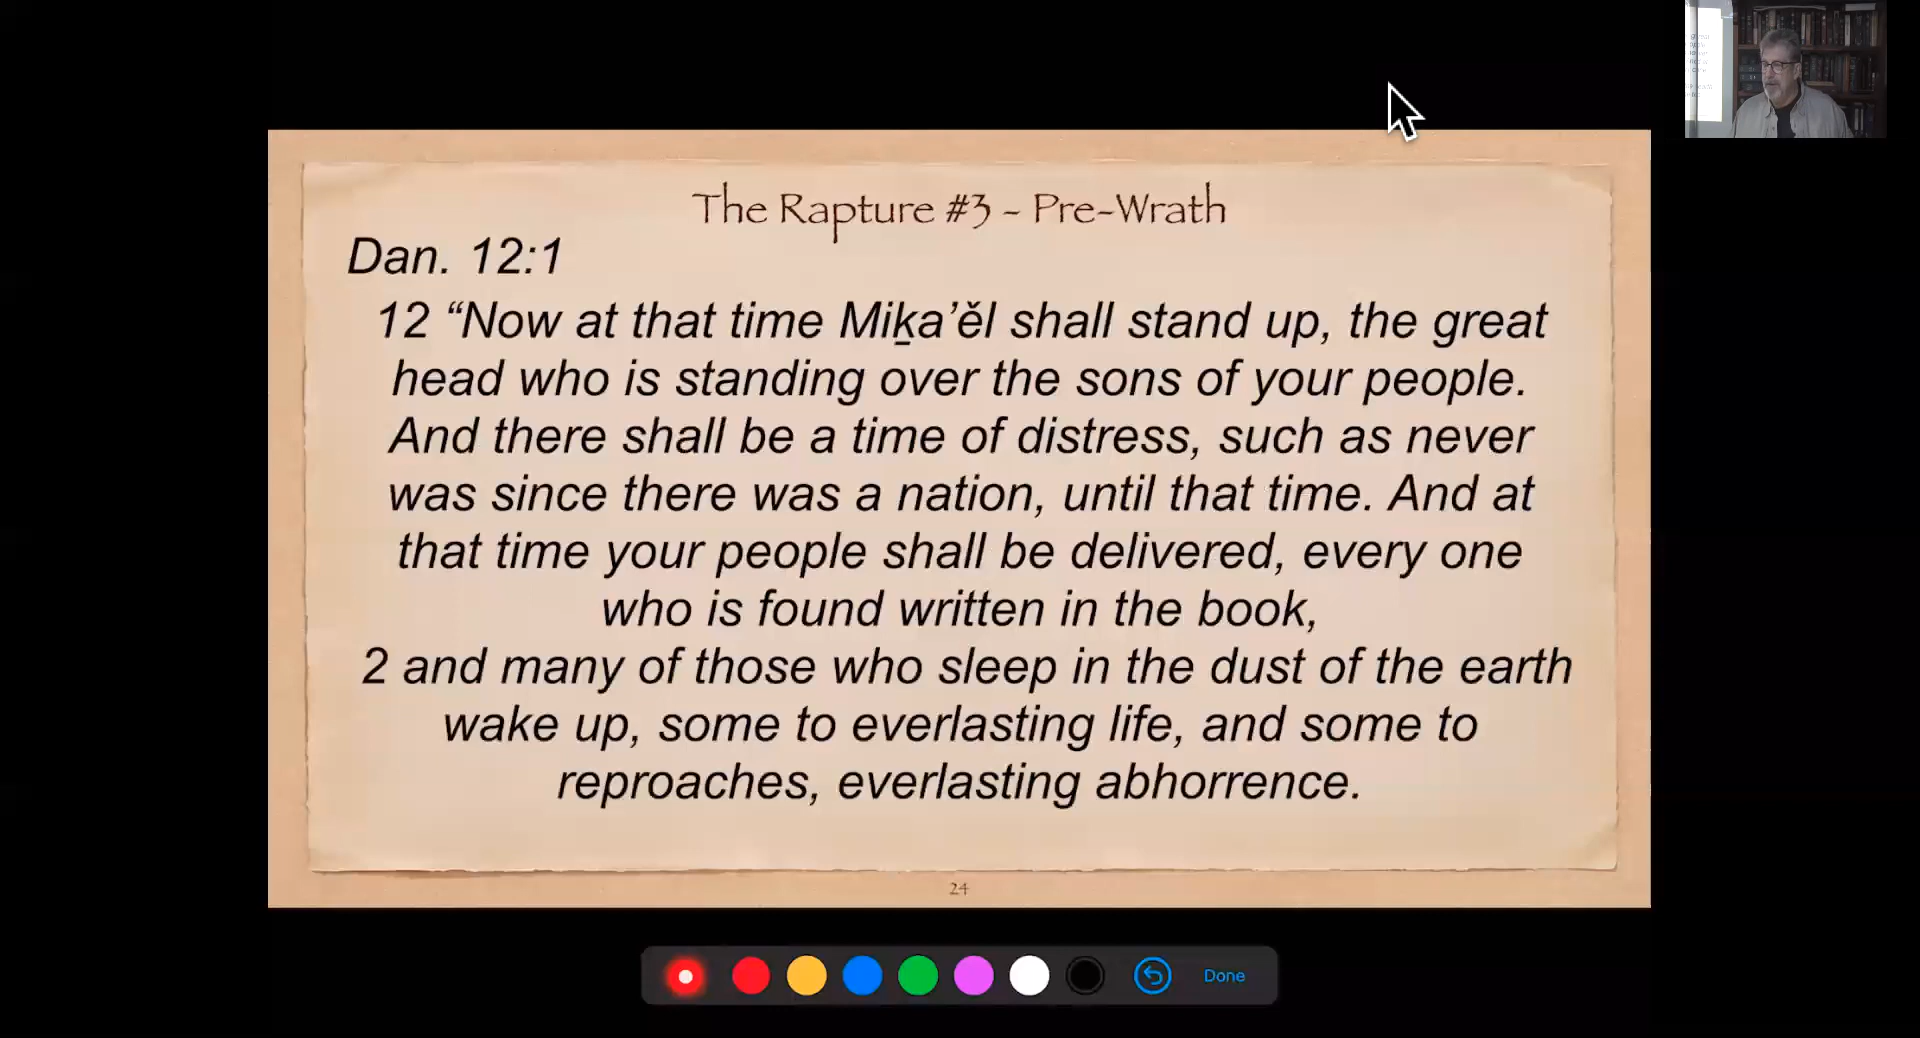 The Rapture #3 - Pre-Wrath
Dan. 12:1
12 “Now at that time Miḵa’ĕl shall stand up, the great
head who is standing over the sons of your people.
And there shall be a time of distress, such as never
was since there was a nation, until that time. And at
that time your people shall be delivered, every one
who is found written in the book,
2 and many of those who sleep in the dust of the earth
wake up, some to everlasting life, and some to
reproaches, everlasting abhorrence.
24
Done